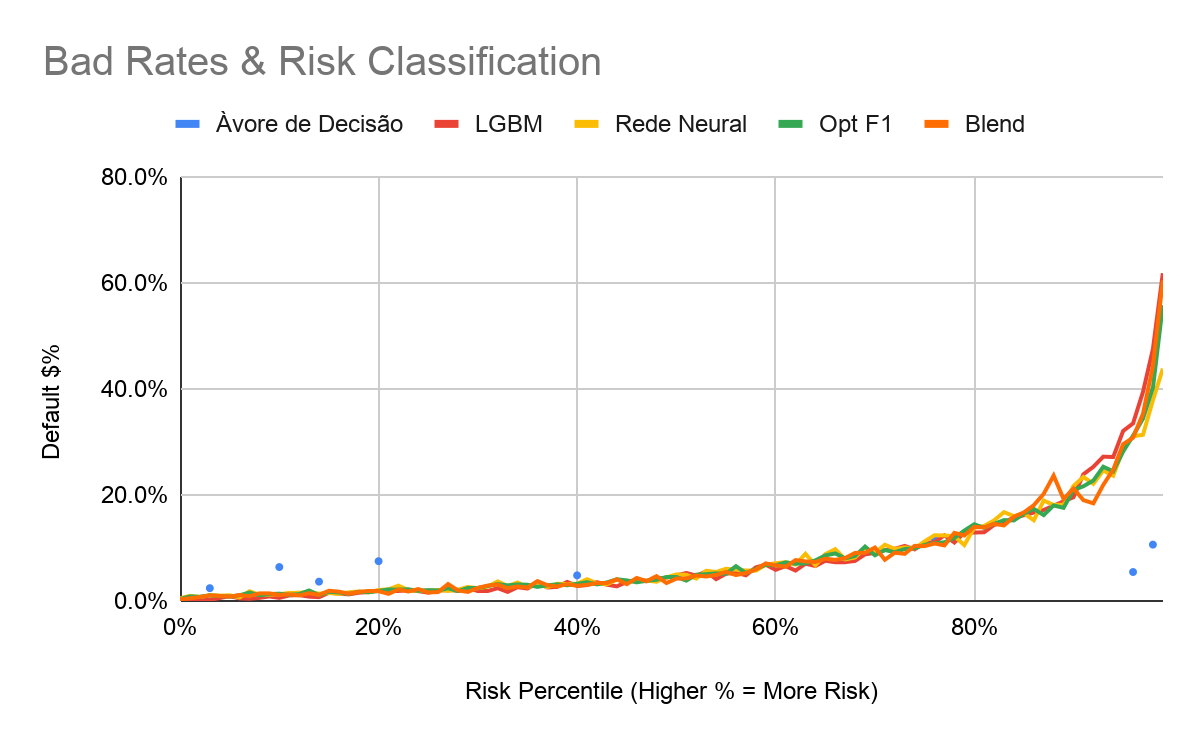 Bad Rates & Risk Classification
Àvore de Decisão LGBM Rede Neural Opt F1 Blend
80.0%
60.0%
40.0%
20.0%
0.0%
Default $%
0% 20% 40% 60% 80%
Risk Percentile (Higher % = More Risk)